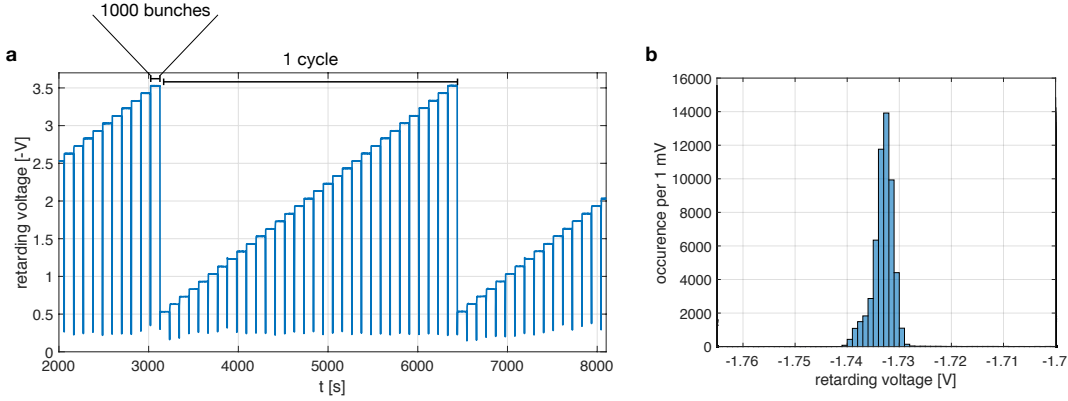 1000 bunches
a
1 cycle
3.5
3
2.5
2
1.5
1
0.5
0
retarding voltage [-V]
2000 3000 4000 5000 6000 7000 8000
t [s]
b
16000
14000
12000
10000
8000
6000
4000
2000
0
occurence per 1 mV
-1.76 -1.75 -1.74 -1.73 -1.72 -1.71 -1.7
retarding voltage [V]